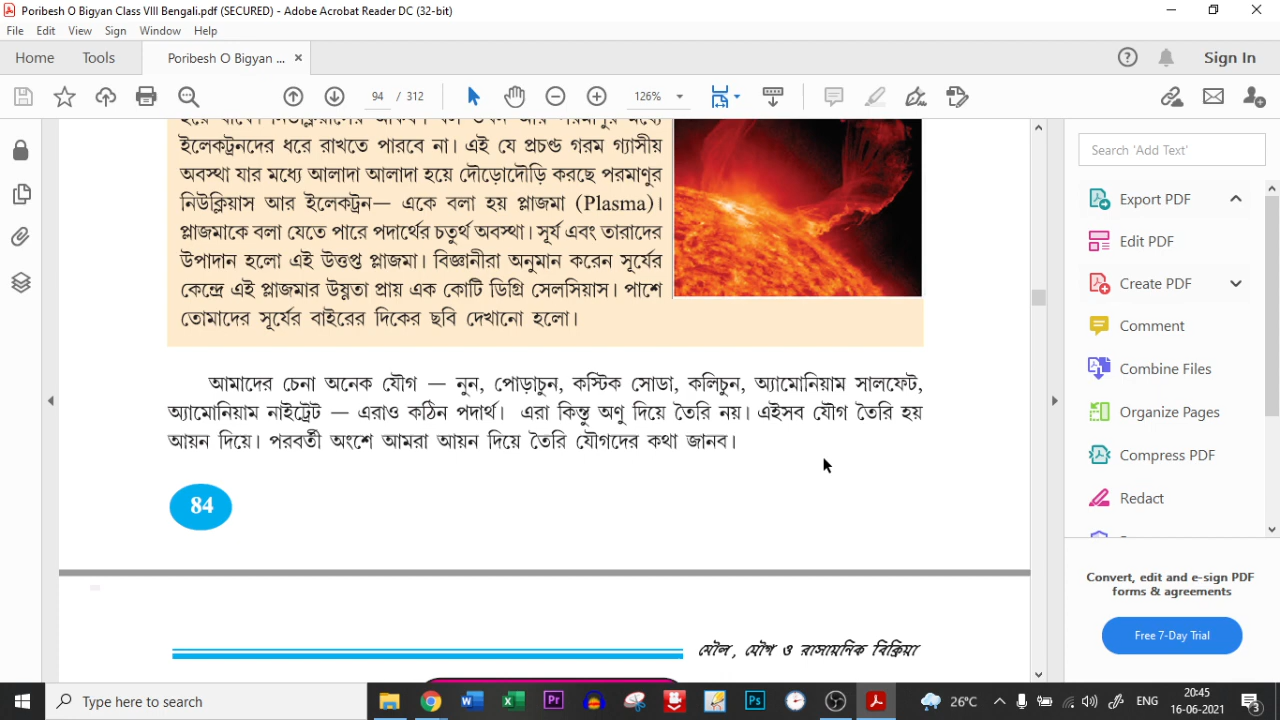 Poribesh O Bigyan Class VIII Bengali.pdf (SECURED) - Adobe Acrobat Reader DC (32-bit)
File Edit View Sign Window Help
Home Tools Poribesh O Bigyan ... × Sign In
94 / 312 126%
ইলেকট্রনদের ধরে রাখতে পারবে না। এই যে প্রচণ্ড গরম গ্যাসীয়
অবস্থা যার মধ্যে আলাদা আলাদা হয়ে দৌড়োদৌড়ি করছে পরমাণুর
নিউক্লিয়াস আর ইলেকট্রন— একে বলা হয় প্লাজমা (Plasma)।
প্লাজমাকে বলা যেতে পারে পদার্থের চতুর্থ অবস্থা। সূর্য এবং তারাদের
উপাদান হলো এই উত্তপ্ত প্লাজমা। বিজ্ঞানীরা অনুমান করেন সূর্যের
কেন্দ্রে এই প্লাজমার উষ্ণতা প্রায় এক কোটি ডিগ্রি সেলসিয়াস। পাশে
তোমাদের সূর্যের বাইরের দিকের ছবি দেখানো হলো।
আমাদের চেনা অনেক যৌগ — নুন, পোড়াচুন, কস্টিক সোডা, কলিচুন, অ্যামোনিয়াম সালফেট,
অ্যামোনিয়াম নাইট্রেট — এরাও কঠিন পদার্থ। এরা কিন্তু অণু দিয়ে তৈরি নয়। এইসব যৌগ তৈরি হয়
আয়ন দিয়ে। পরবর্তী অংশে আমরা আয়ন দিয়ে তৈরি যৌগদের কথা জানব।
84
মৌল, যৌগ ও রাসায়নিক বিক্রিয়া
Search 'Add Text'
Export PDF
Edit PDF
Create PDF
Comment
Combine Files
Organize Pages
Compress PDF
Redact
Convert, edit and e-sign PDF
forms & agreements
Free 7-Day Trial
Type here to search 26°C ENG 20:45
16-06-2021 3